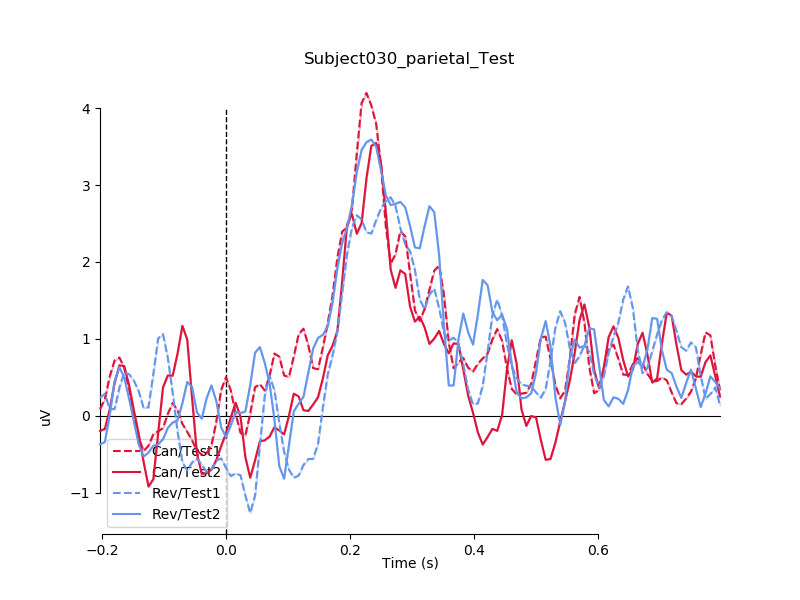 Subject030_parietal_Test
4
3
2
1
0
−1
uV
Can/Test1
Can/Test2
Rev/Test1
Rev/Test2
−0.2 0.0 0.2 0.4 0.6
Time (s)